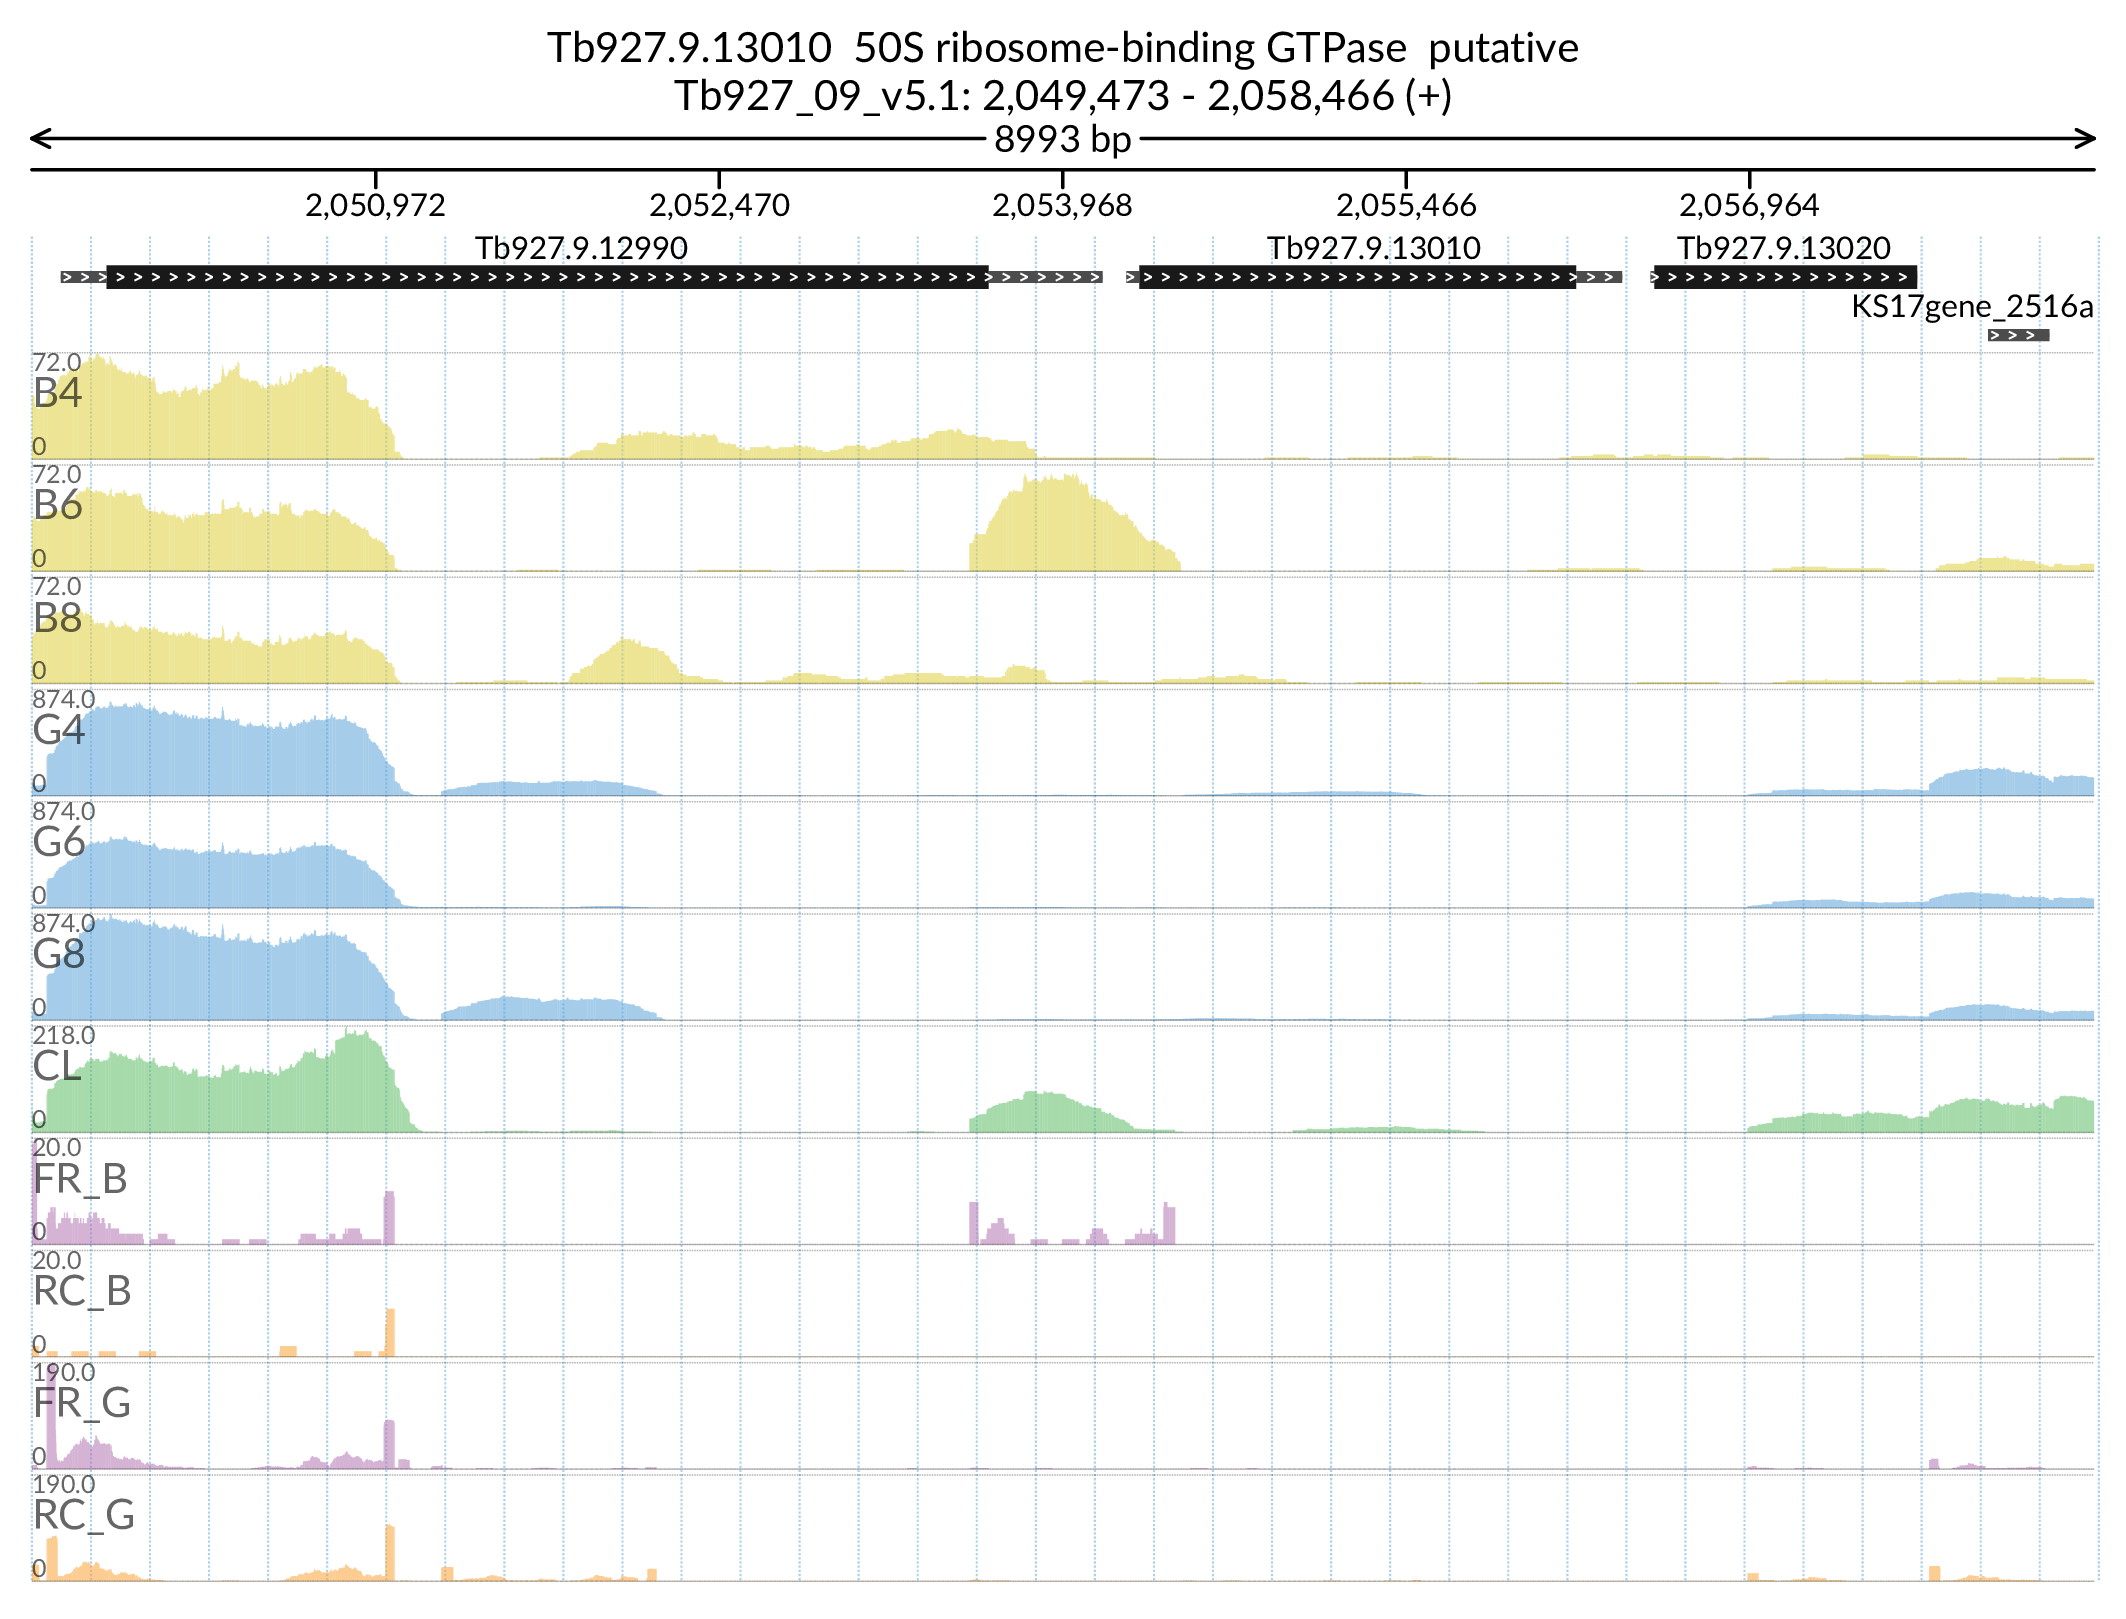 Tb927.9.13010  50S ribosome-binding GTPase  putative
Tb927_09_v5.1: 2,049,473 - 2,058,466 (+)
8993 bp
2,050,972 2,052,470 2,053,968 2,055,466 2,056,964
Tb927.9.12990 Tb927.9.13010 Tb927.9.13020
KS17gene_2516a
72.0
B4
0
72.0
B6
0
72.0
B8
0
874.0
G4
0
874.0
G6
0
874.0
G8
0
218.0
CL
0
20.0
FR_B
0
20.0
RC_B
0
190.0
FR_G
0
190.0
RC_G
0